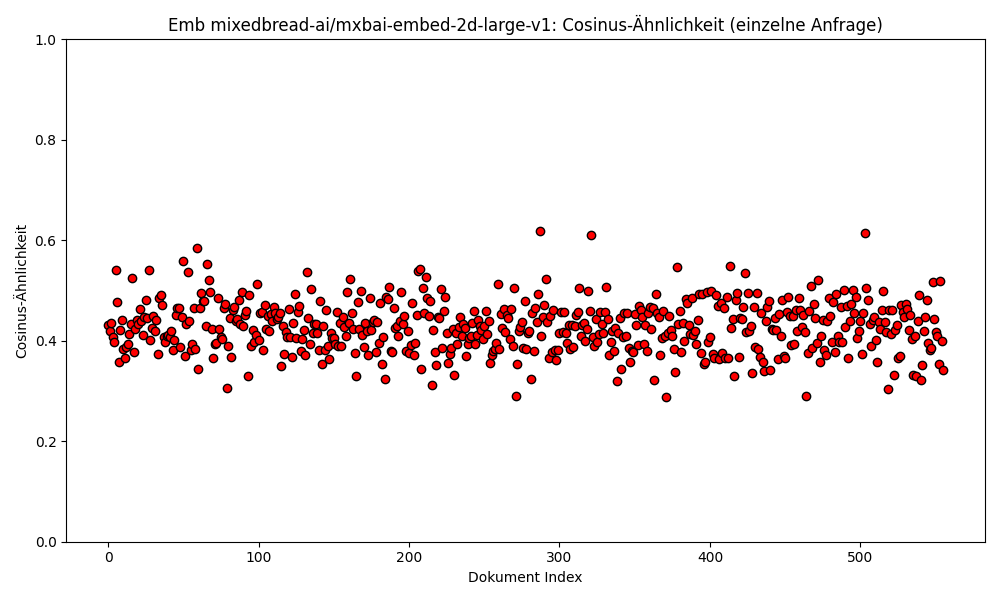 Emb mixedbread-ai/mxbai-embed-2d-large-v1: Cosinus-Ähnlichkeit (einzelne Anfrage)
1.0
0.8
0.6
0.4
0.2
0.0
Cosinus-Ähnlichkeit
0 100 200 300 400 500
Dokument Index